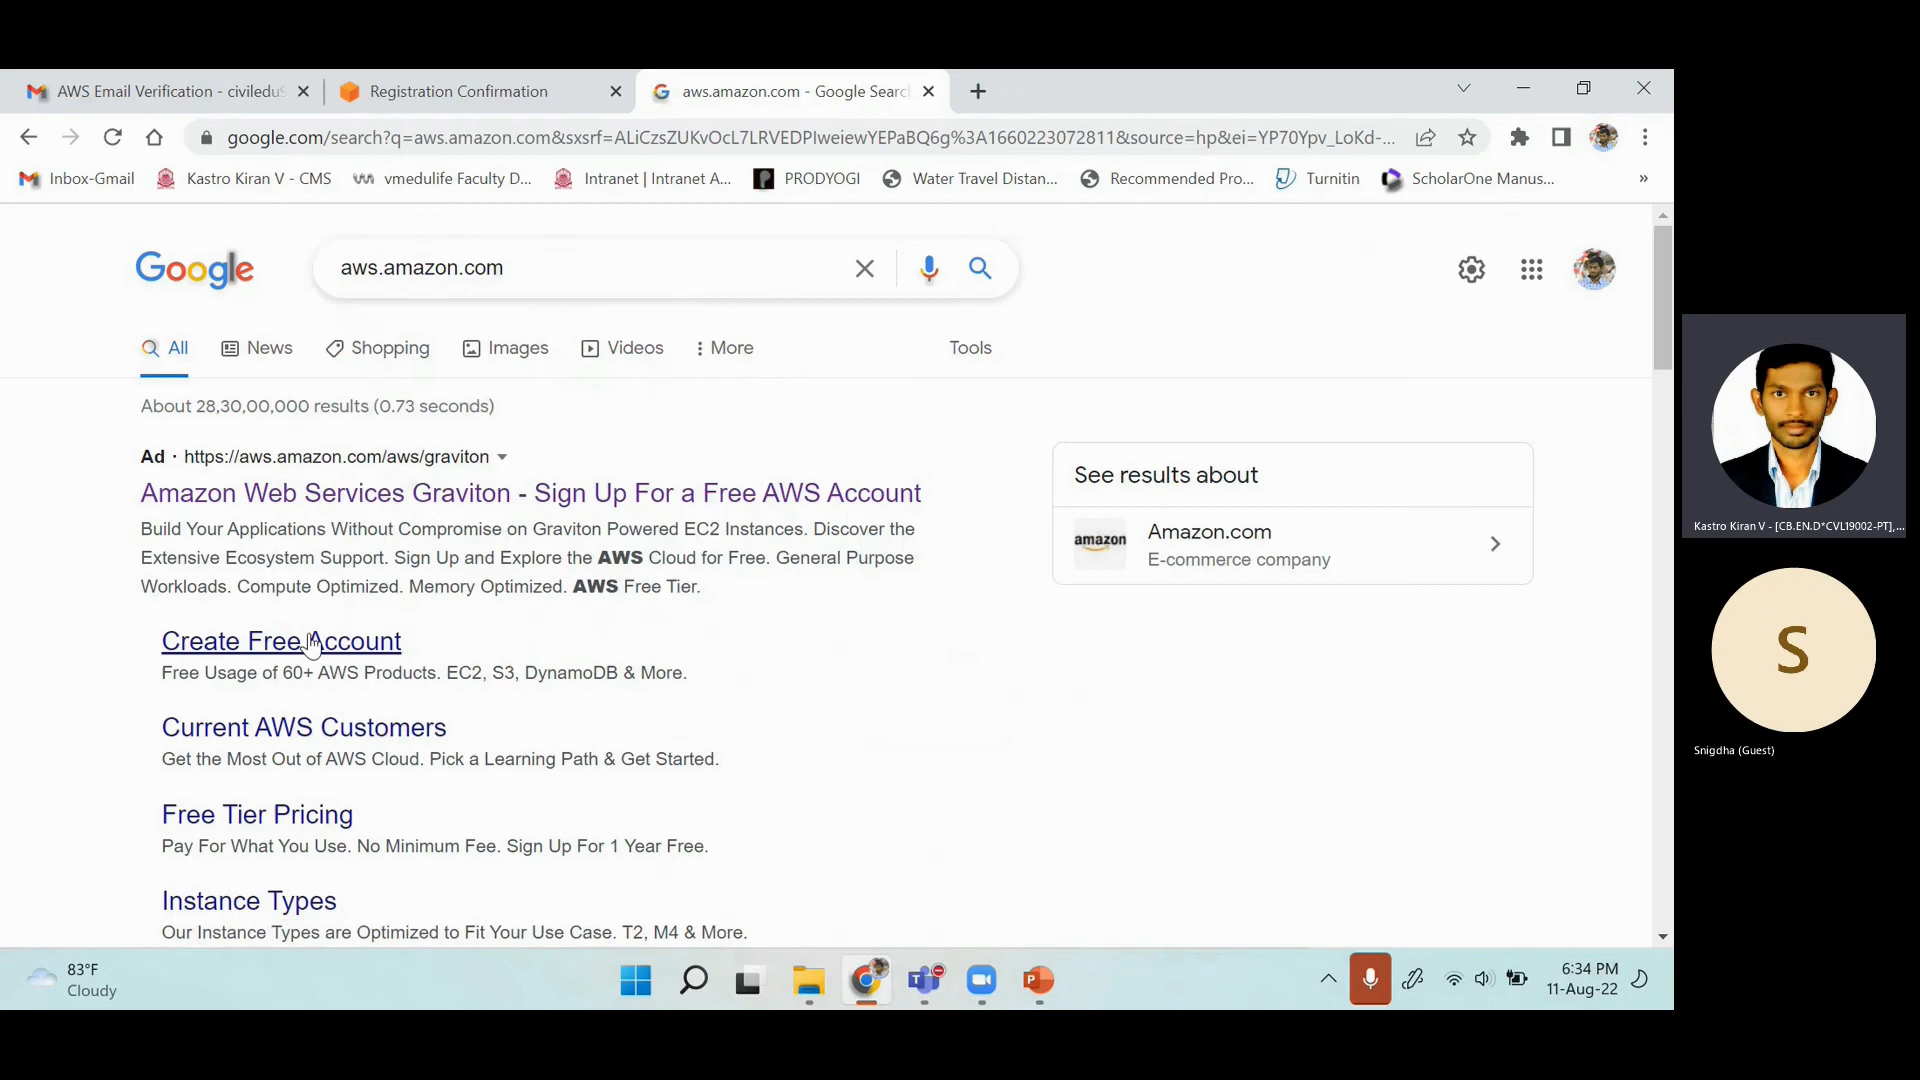 AWS Email Verification - civiledu
Registration Confirmation
aws.amazon.com - Google Searc
google.com/search?q=aws.amazon.com&sxsrf=ALiCzsZUKvOcL7LRVEDPIweiewYEPaBQ6g%3A1660223072811&source=hp&ei=YP70Ypv_LoKd-...
Inbox-Gmail
Kastro Kiran V - CMS
vmedulife Faculty D...
Intranet | Intranet A...
PRODYOGI
Water Travel Distan...
Recommended Pro...
Turnitin
ScholarOne Manus...
»
Google
aws.amazon.com
All
News
Shopping
Images
Videos
More
Tools
About 28,30,00,000 results (0.73 seconds)
Ad · https://aws.amazon.com/aws/graviton
Amazon Web Services Graviton - Sign Up For a Free AWS Account
Build Your Applications Without Compromise on Graviton Powered EC2 Instances. Discover the
Extensive Ecosystem Support. Sign Up and Explore the AWS Cloud for Free. General Purpose
Workloads. Compute Optimized. Memory Optimized. AWS Free Tier.
See results about
amazon
Amazon.com
E-commerce company
Create Free Account
Free Usage of 60+ AWS Products. EC2, S3, DynamoDB & More.
Current AWS Customers
Get the Most Out of AWS Cloud. Pick a Learning Path & Get Started.
Free Tier Pricing
Pay For What You Use. No Minimum Fee. Sign Up For 1 Year Free.
Instance Types
Our Instance Types are Optimized to Fit Your Use Case. T2, M4 & More.
Kastro Kiran V - [CB.EN.D*CVL19002-PT],...
S
Snigdha (Guest)
83°F
Cloudy
6:34 PM
11-Aug-22